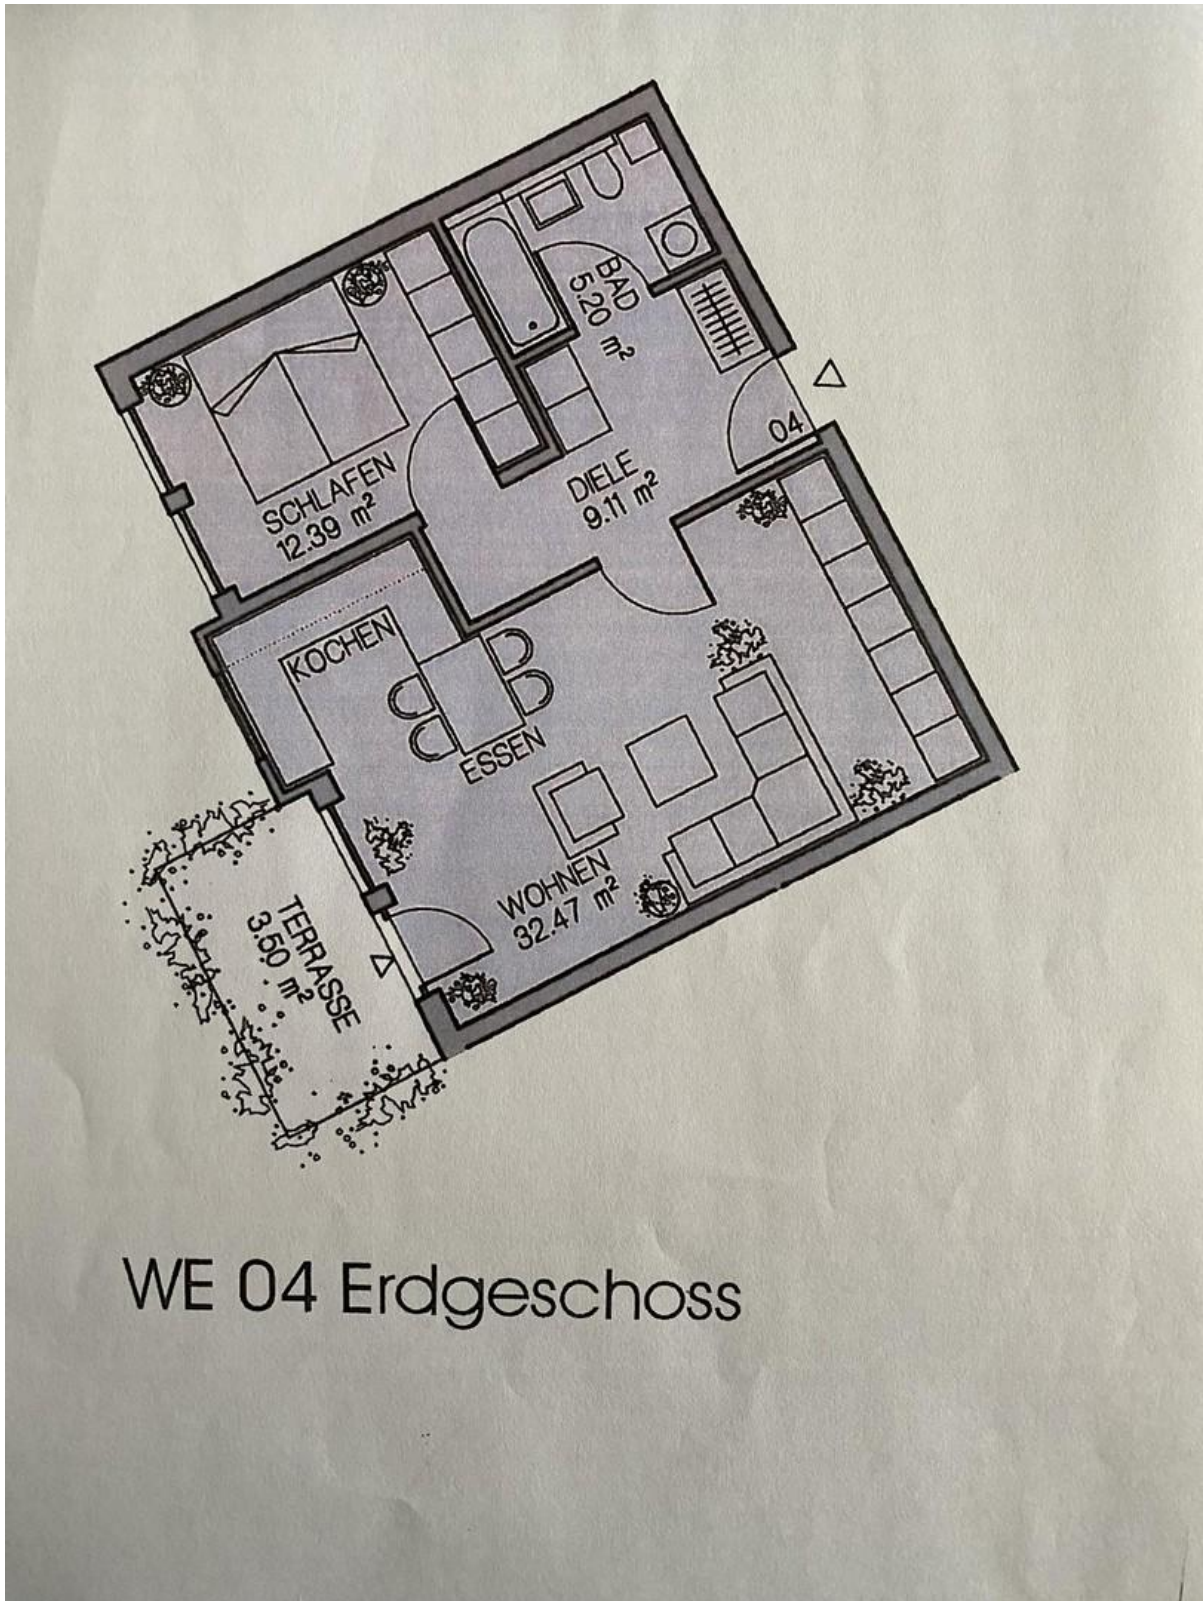 BAD
5.20 m²
SCHLAFEN
12.39 m²
DIELE
9.11 m²
04
KOCHEN
ESSEN
WOHNEN
32.47 m²
TERRASSE
3.50 m²
WE 04 Erdgeschoss